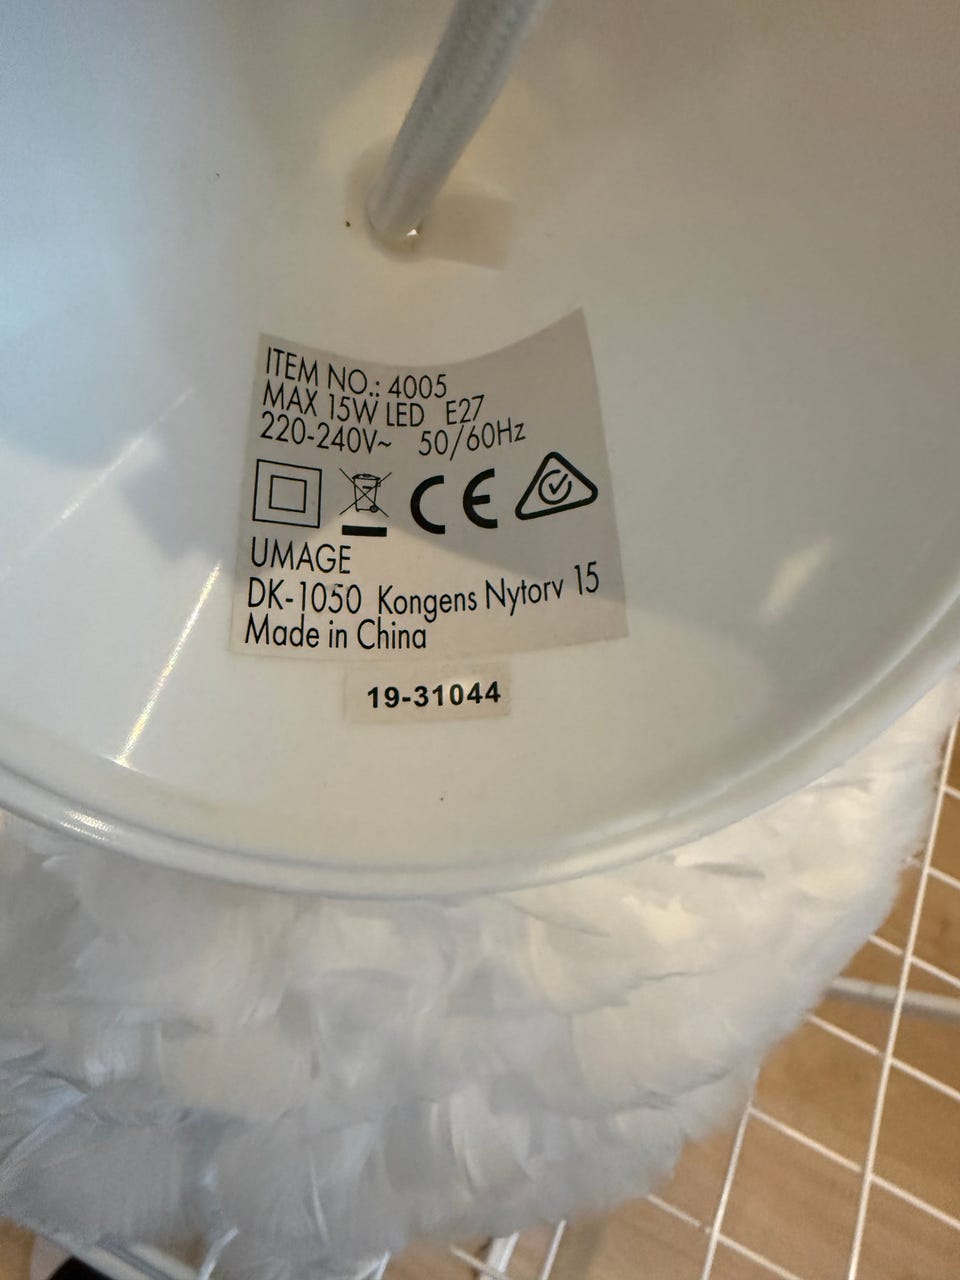 ITEM NO.: 4005
MAX 15W LED E27
220-240V~ 50/60Hz
CE
UMAGE
DK-1050 Kongens Nytorv 15
Made in China
19-31044